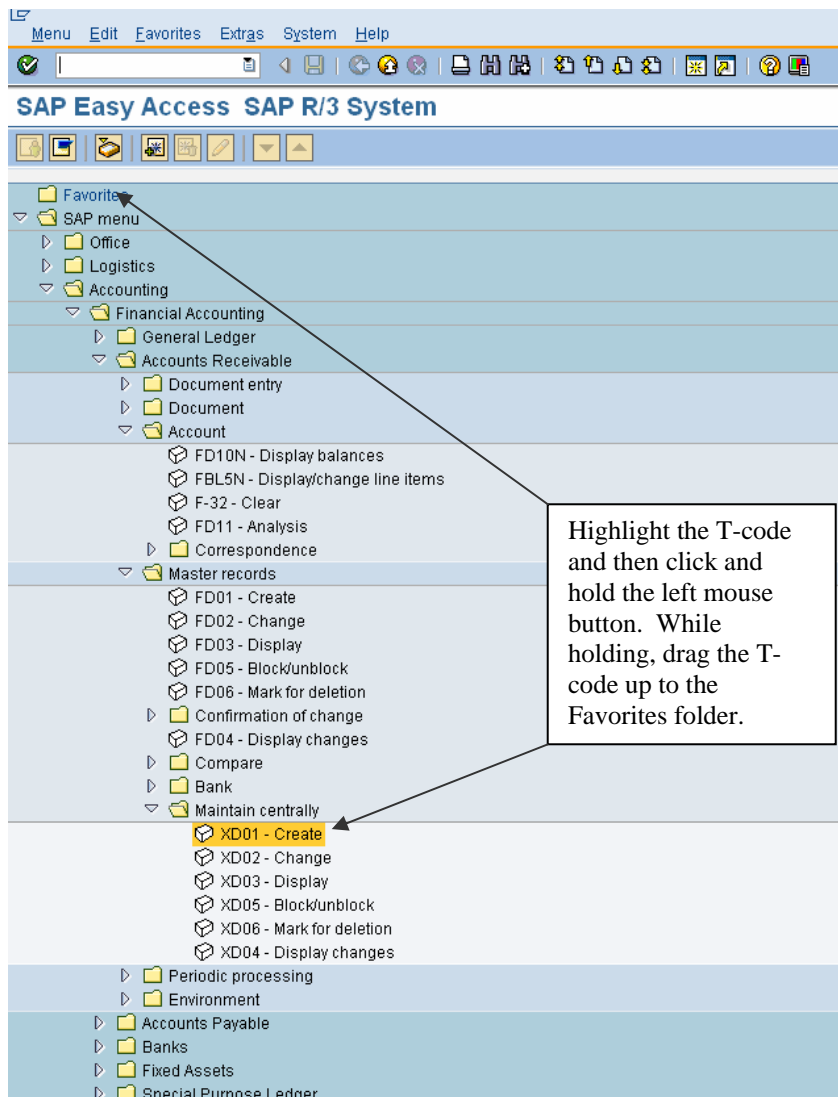 Menu Edit Favorites Extras System Help
SAP Easy Access SAP R/3 System
Favorites
SAP menu
Office
Logistics
Accounting
Financial Accounting
General Ledger
Accounts Receivable
Document entry
Document
Account
FD10N - Display balances
FBL5N - Display/change line items
F-32 - Clear
FD11 - Analysis
Correspondence
Master records
FD01 - Create
FD02 - Change
FD03 - Display
FD05 - Block/unblock
FD06 - Mark for deletion
Confirmation of change
FD04 - Display changes
Compare
Bank
Maintain centrally
XD01 - Create
XD02 - Change
XD03 - Display
XD05 - Block/unblock
XD06 - Mark for deletion
XD04 - Display changes
Periodic processing
Environment
Accounts Payable
Banks
Fixed Assets
Special Purpose Ledger
Highlight the T-code
and then click and
hold the left mouse
button. While
holding, drag the T-
code up to the
Favorites folder.